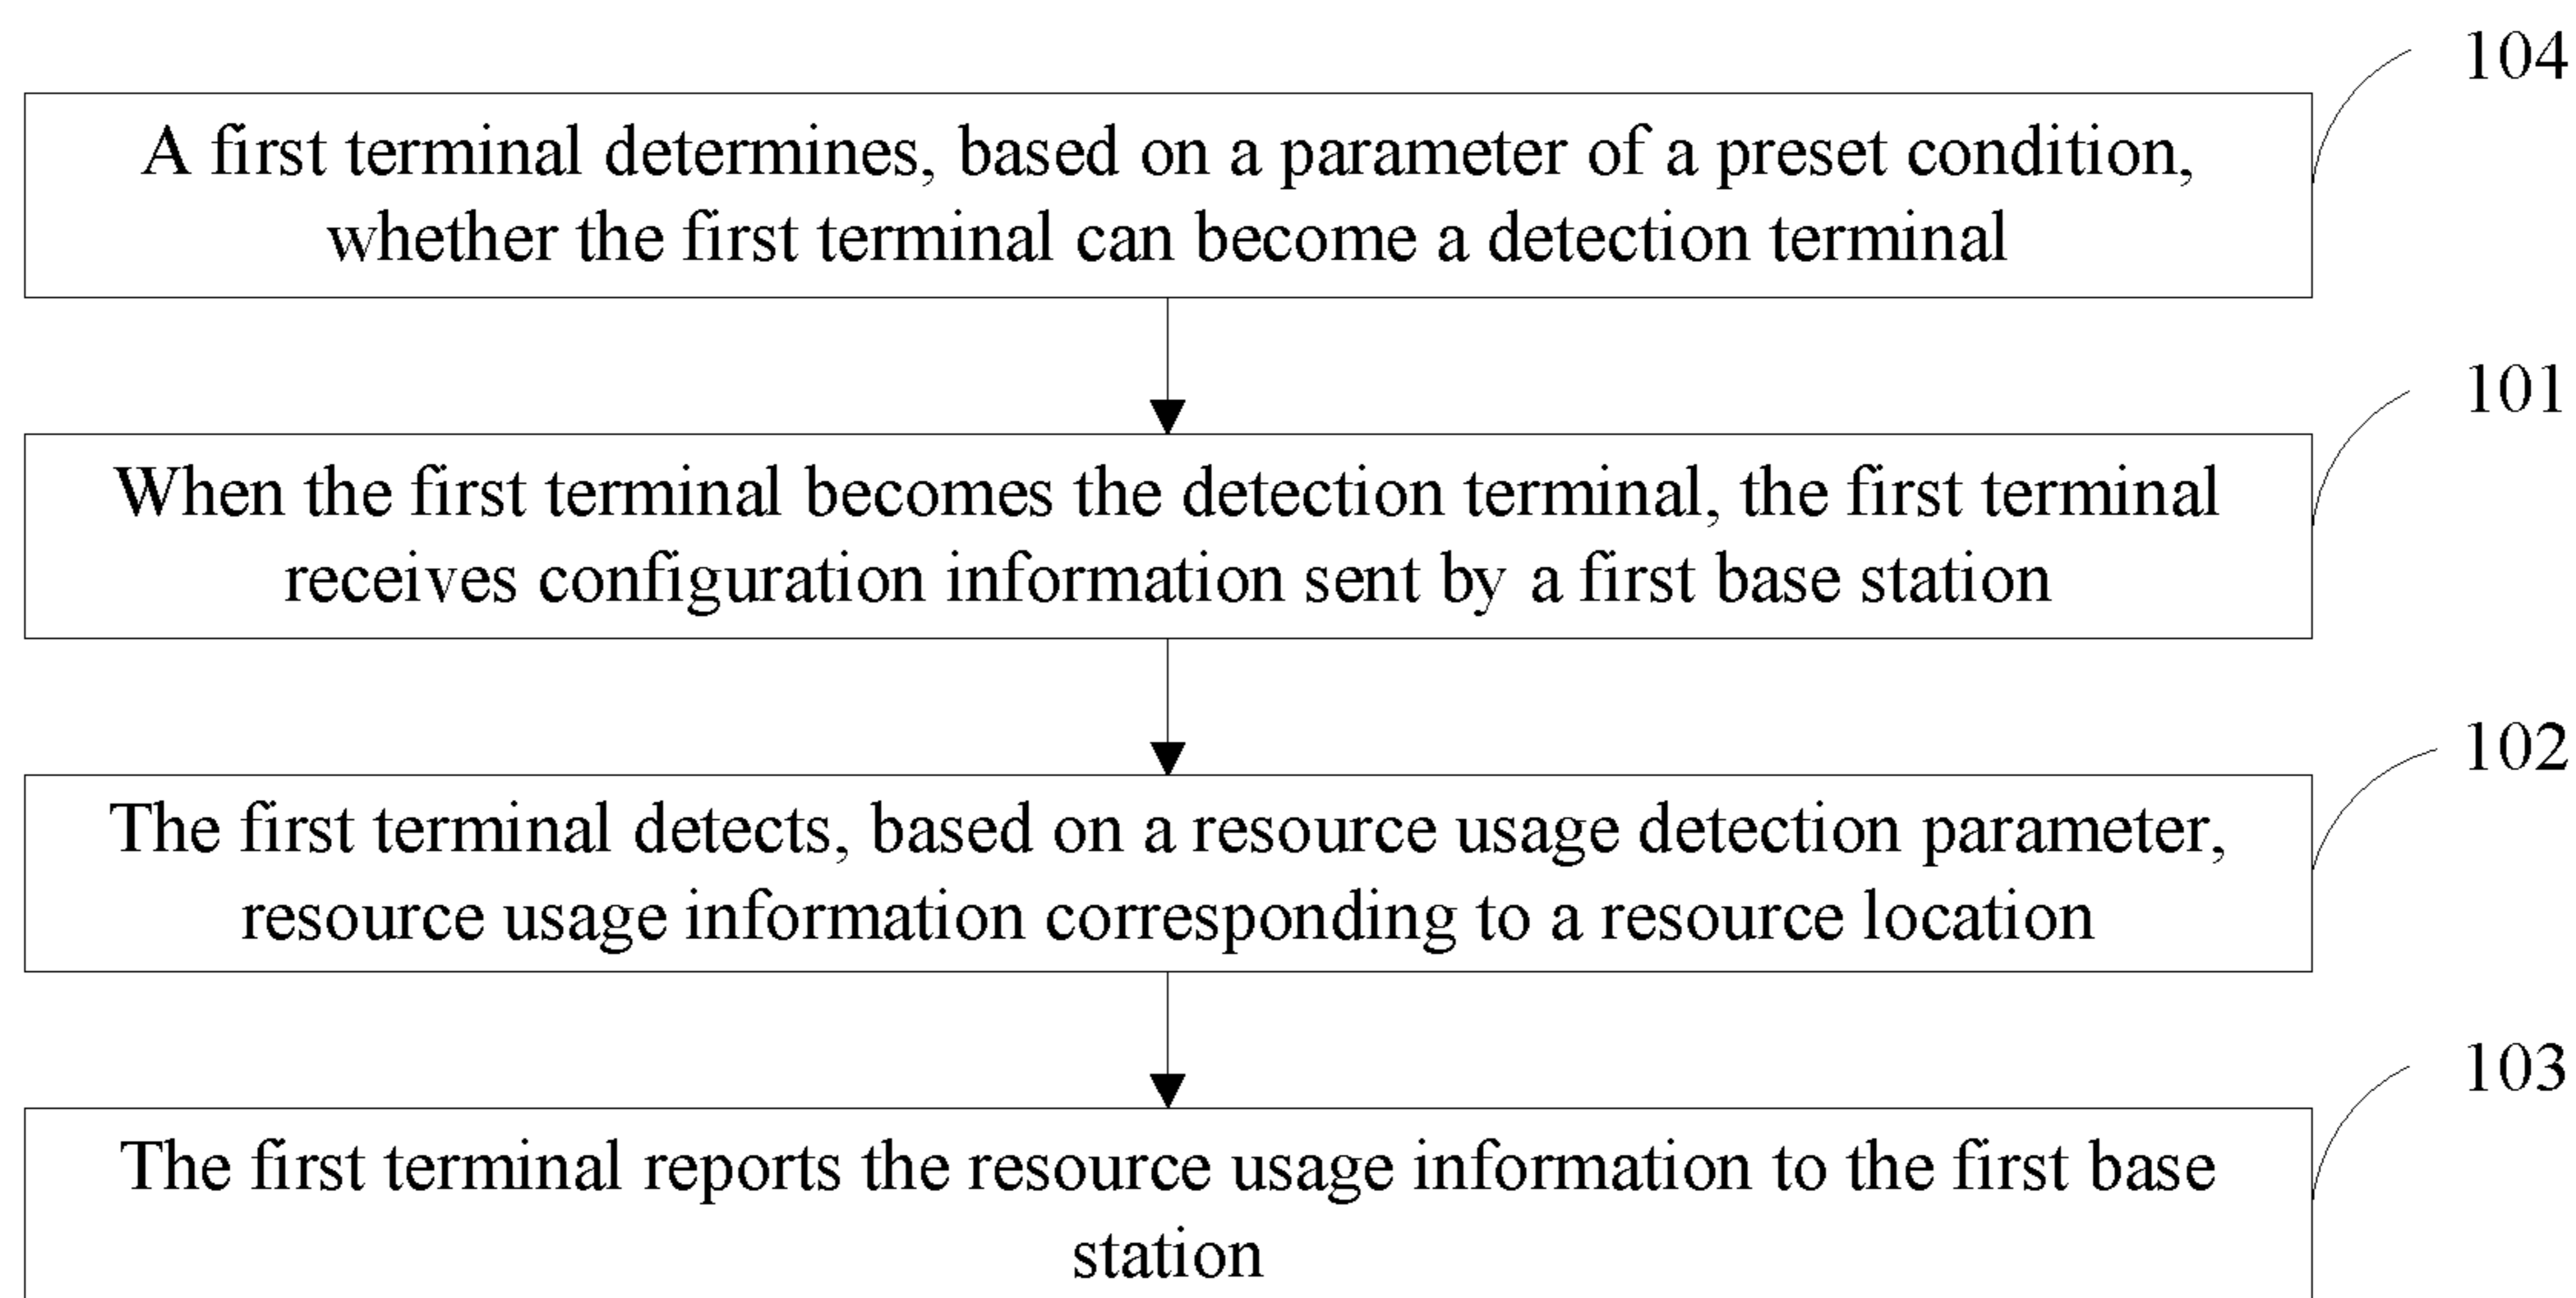 104
A first terminal determines, based on a parameter of a preset condition,
whether the first terminal can become a detection terminal
101
When the first terminal becomes the detection terminal, the first terminal
receives configuration information sent by a first base station
102
The first terminal detects, based on a resource usage detection parameter,
resource usage information corresponding to a resource location
103
The first terminal reports the resource usage information to the first base
station